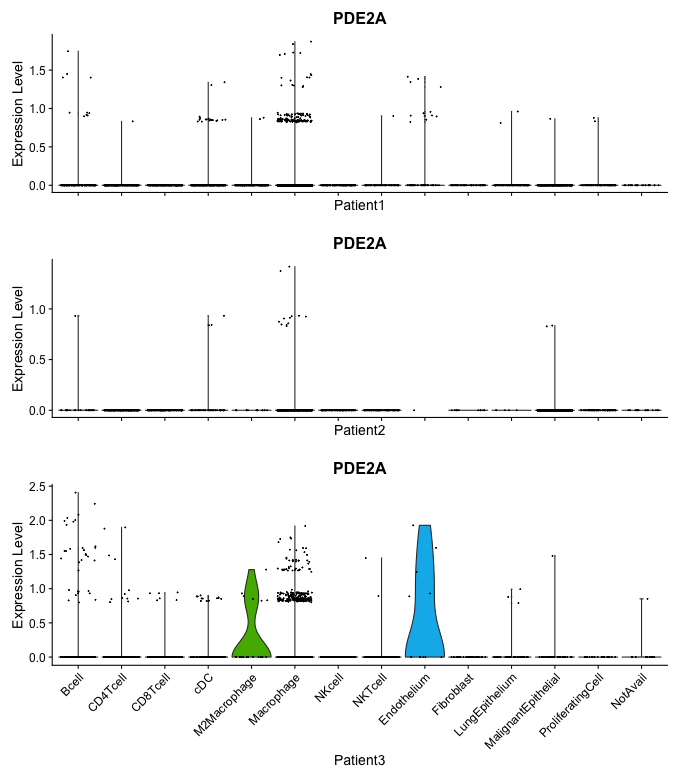 PDE2A
Expression Level
1.5
1.0
0.5
0.0
Patient1
PDE2A
Expression Level
1.0
0.5
0.0
Patient2
PDE2A
Expression Level
2.5
2.0
1.5
1.0
0.5
0.0
Bcell
CD4Tcell
CD8Tcell
cDC
M2Macrophage
Macrophage
NKcell
NKTcell
Endothelium
Fibroblast
LungEpithelium
MalignantEpithelial
ProliferatingCell
NotAvail
Patient3